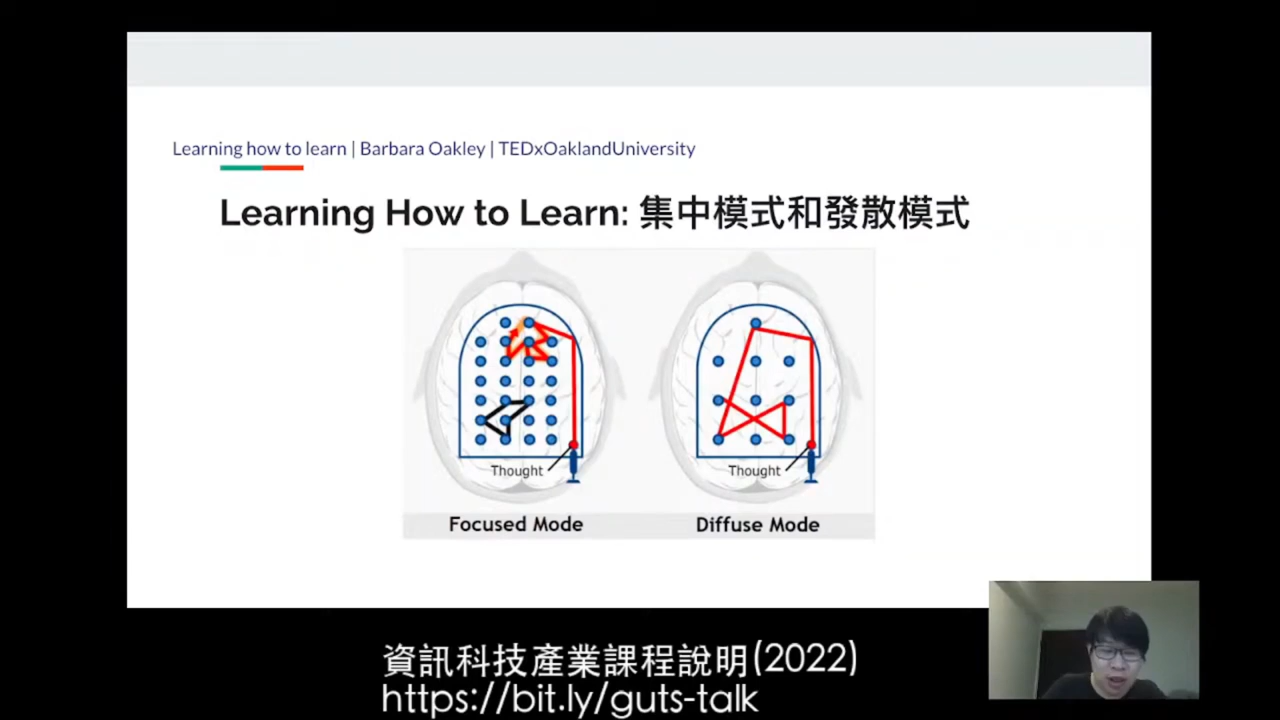 Learning how to learn | Barbara Oakley | TEDxOaklandUniversity
Learning How to Learn: 集中模式和發散模式
Thought
Thought
Focused Mode
Diffuse Mode
資訊科技產業課程說明(2022)
https://bit.ly/guts-talk